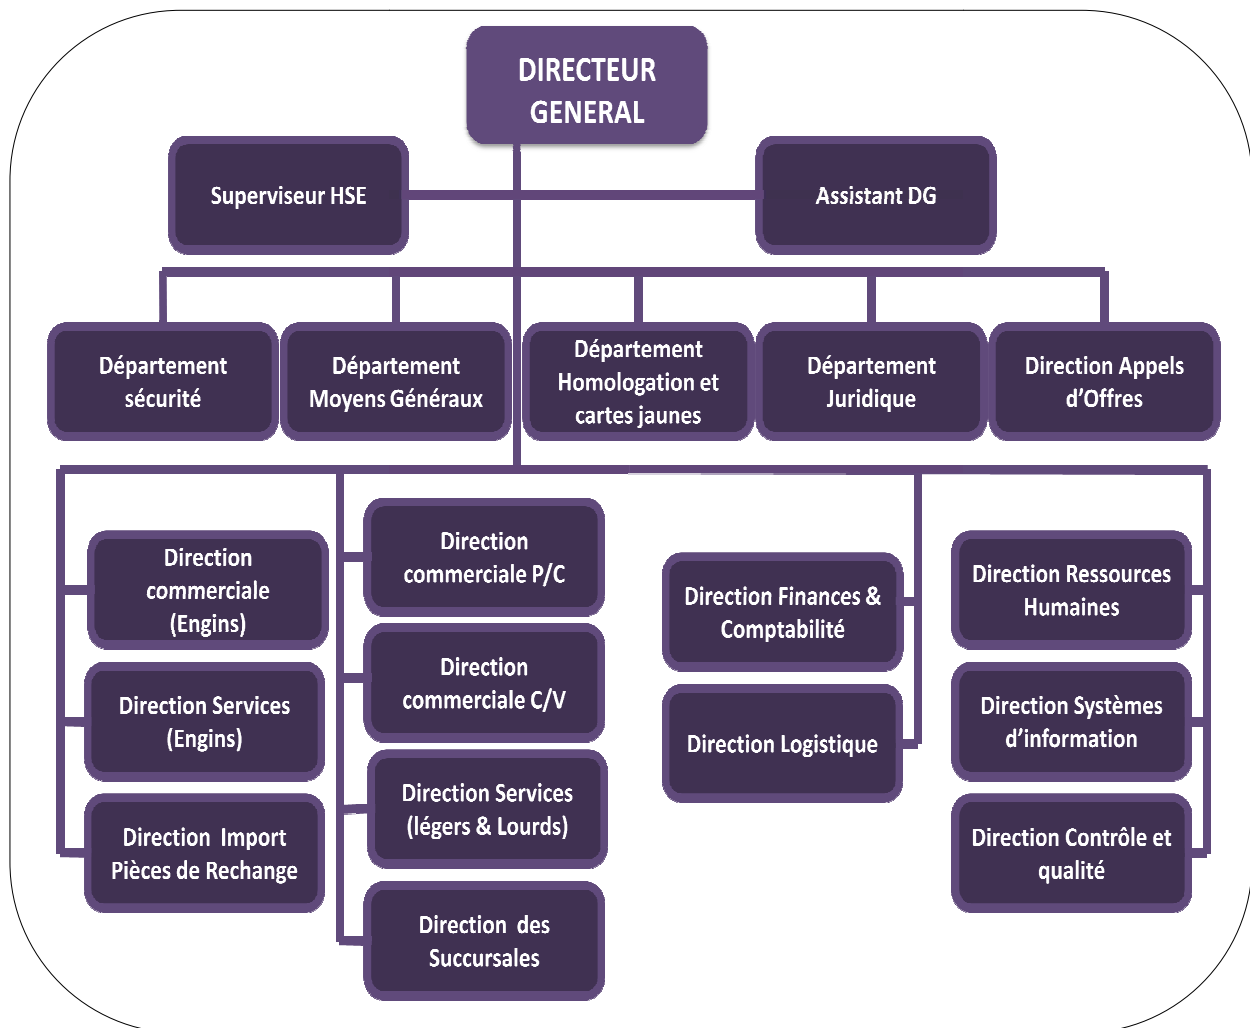 DIRECTEUR
GENERAL
Superviseur HSE
Assistant DG
Département
sécurité
Département
Moyens Généraux
Département
Homologation et
cartes jaunes
Département
Juridique
Direction Appels
d’Offres
Direction
commerciale
(Engins)
Direction Services
(Engins)
Direction Import
Pièces de Rechange
Direction
commerciale P/C
Direction
commerciale C/V
Direction Services
(légers & Lourds)
Direction des
Succursales
Direction Finances &
Comptabilité
Direction Logistique
Direction Ressources
Humaines
Direction Systèmes
d’information
Direction Contrôle et
qualité